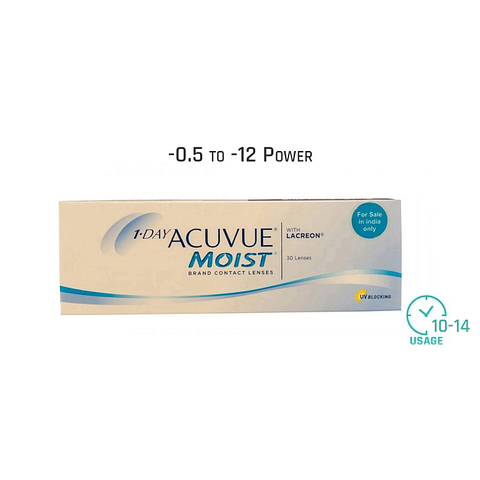 -0.5 TO -12 POWER
1·DAY ACUVUE®
MOIST®
BRAND CONTACT LENSES
WITH
LACREON®
30 Lenses
For Sale
in india
only
UV BLOCKING
10-14
USAGE